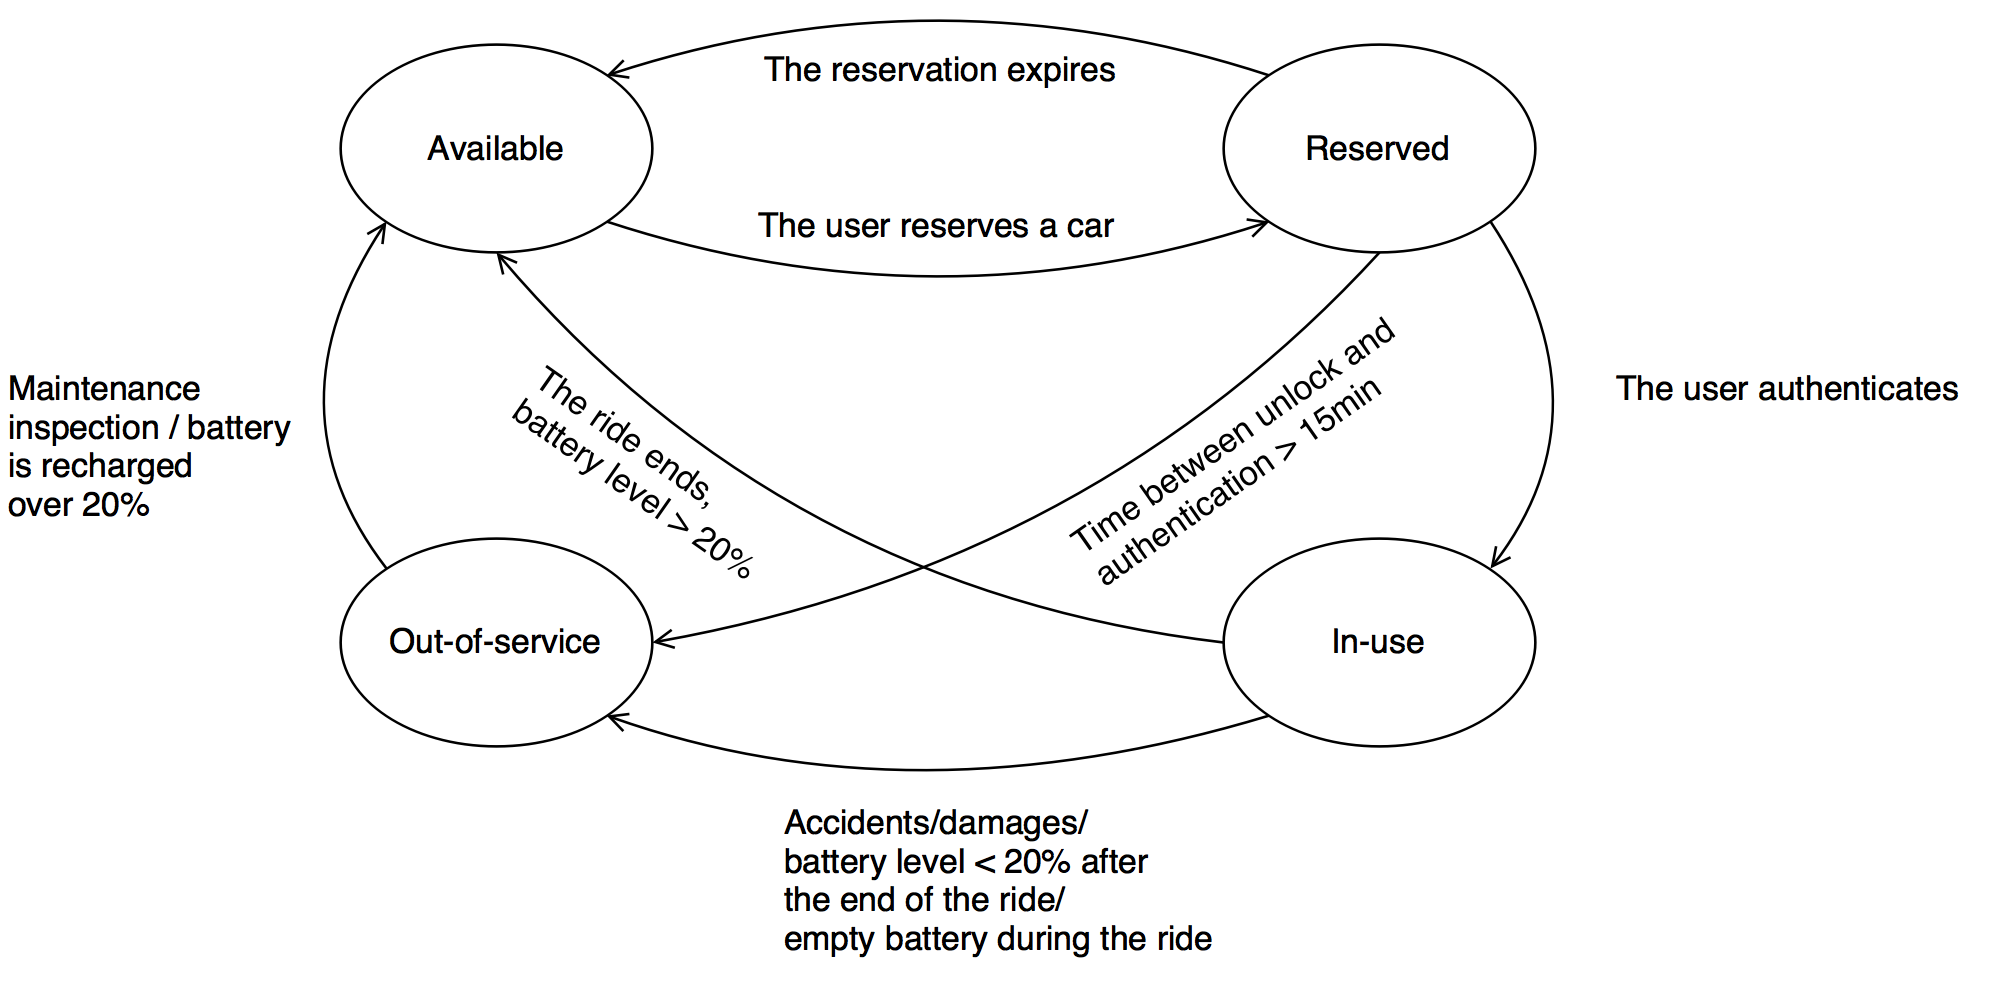 The reservation expires
Available
Reserved
The user reserves a car
Maintenance
inspection / battery
is recharged
over 20%
The ride ends,
battery level > 20%
Time between unlock and
authentication > 15min
The user authenticates
Out-of-service
In-use
Accidents/damages/
battery level < 20% after
the end of the ride/
empty battery during the ride